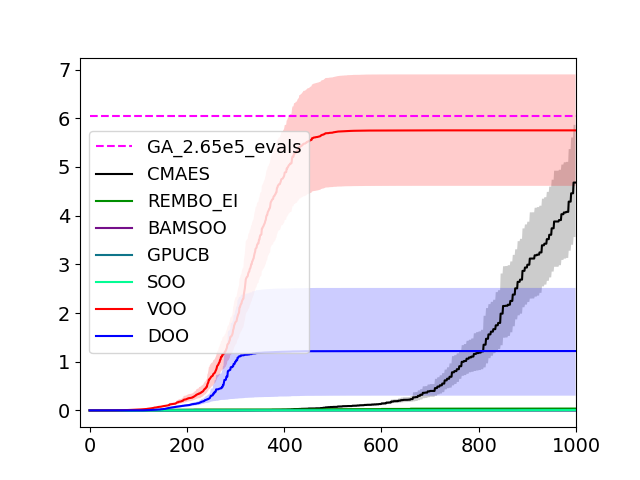 7
6
5
4
3
2
1
0
GA_2.65e5_evals
CMAES
REMBO_EI
BAMSOO
GPUCB
SOO
VOO
DOO
0 200 400 600 800 1000